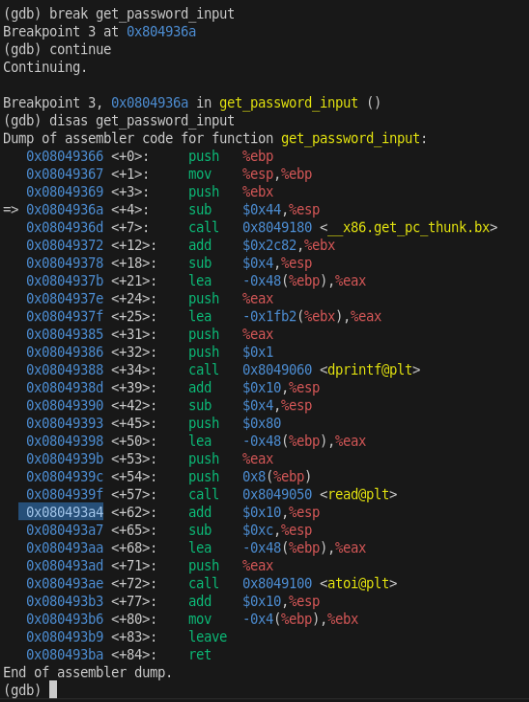 (gdb) break get_password_input
Breakpoint 3 at 0x804936a
(gdb) continue
Continuing.

Breakpoint 3, 0x0804936a in get_password_input ()
(gdb) disas get_password_input
Dump of assembler code for function get_password_input:
   0x08049366 <+0>:     push   %ebp
   0x08049367 <+1>:     mov    %esp,%ebp
   0x08049369 <+3>:     push   %ebx
=> 0x0804936a <+4>:     sub    $0x44,%esp
   0x0804936d <+7>:     call   0x8049180 <__x86.get_pc_thunk.bx>
   0x08049372 <+12>:    add    $0x2c82,%ebx
   0x08049378 <+18>:    sub    $0x4,%esp
   0x0804937b <+21>:    lea    -0x48(%ebp),%eax
   0x0804937e <+24>:    push   %eax
   0x0804937f <+25>:    lea    -0x1fb2(%ebx),%eax
   0x08049385 <+31>:    push   %eax
   0x08049386 <+32>:    push   $0x1
   0x08049388 <+34>:    call   0x8049060 <dprintf@plt>
   0x0804938d <+39>:    add    $0x10,%esp
   0x08049390 <+42>:    sub    $0x4,%esp
   0x08049393 <+45>:    push   $0x80
   0x08049398 <+50>:    lea    -0x48(%ebp),%eax
   0x0804939b <+53>:    push   %eax
   0x0804939c <+54>:    push   0x8(%ebp)
   0x0804939f <+57>:    call   0x8049050 <read@plt>
   0x080493a4 <+62>:    add    $0x10,%esp
   0x080493a7 <+65>:    sub    $0xc,%esp
   0x080493aa <+68>:    lea    -0x48(%ebp),%eax
   0x080493ad <+71>:    push   %eax
   0x080493ae <+72>:    call   0x8049100 <atoi@plt>
   0x080493b3 <+77>:    add    $0x10,%esp
   0x080493b6 <+80>:    mov    -0x4(%ebp),%ebx
   0x080493b9 <+83>:    leave
   0x080493ba <+84>:    ret
End of assembler dump.
(gdb)